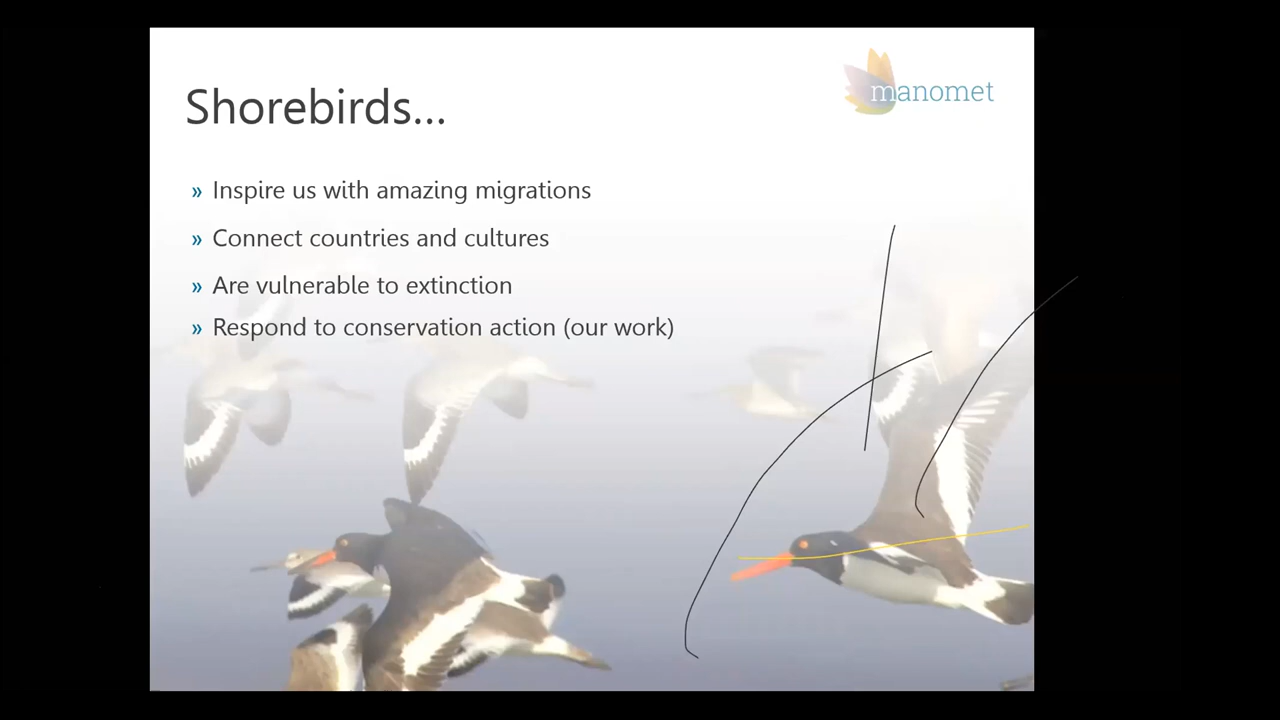 manomet
Shorebirds...
» Inspire us with amazing migrations
» Connect countries and cultures
» Are vulnerable to extinction
» Respond to conservation action (our work)